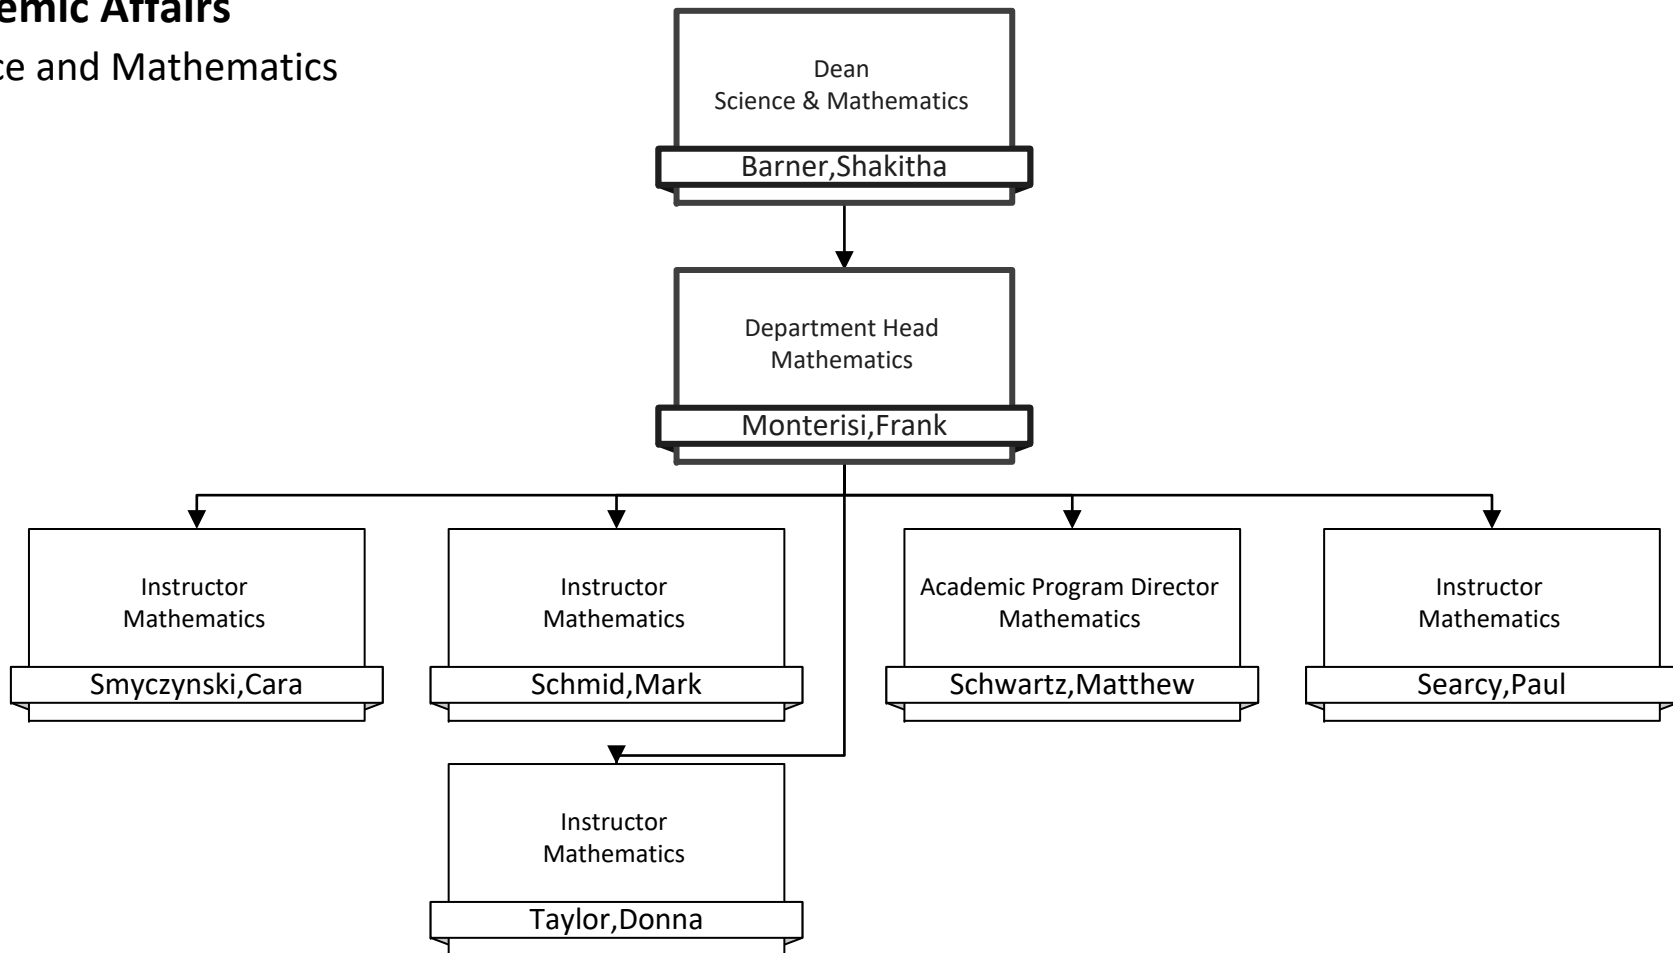 emic Affairs
ce and Mathematics
Dean
Science & Mathematics
Barner,Shakitha
Department Head
Mathematics
Monterisi,Frank
Instructor
Mathematics
Smyczynski,Cara
Instructor
Mathematics
Schmid,Mark
Academic Program Director
Mathematics
Schwartz,Matthew
Instructor
Mathematics
Searcy,Paul
Instructor
Mathematics
Taylor,Donna